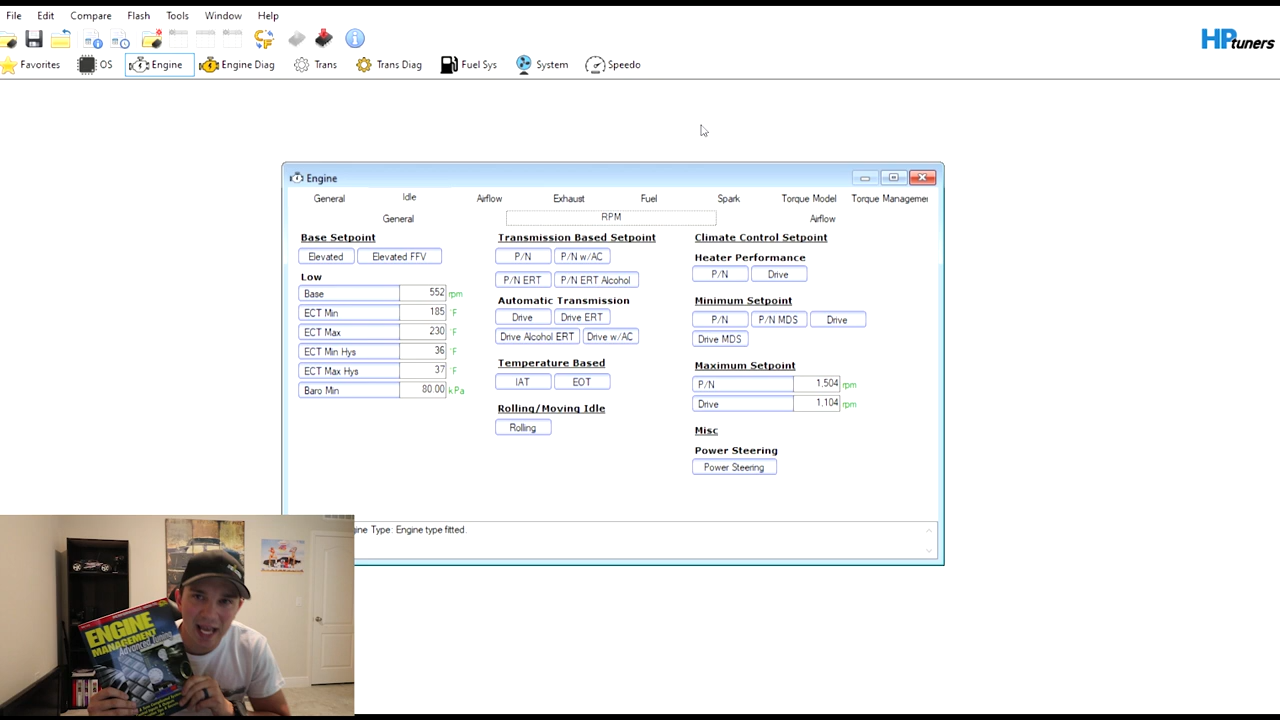 File Edit Compare Flash Tools Window Help
HPtuners
Favorites OS Engine Engine Diag Trans Trans Diag Fuel Sys System Speedo
Engine
General Idle Airflow Exhaust Fuel Spark Torque Model Torque Managemen
General RPM Airflow
Base Setpoint
Elevated Elevated FFV
Low
Base 552 rpm
ECT Min 185 °F
ECT Max 230 °F
ECT Min Hys 36 °F
ECT Max Hys 37 °F
Baro Min 80.00 kPa
Transmission Based Setpoint
P/N P/N w/AC
P/N ERT P/N ERT Alcohol
Automatic Transmission
Drive Drive ERT
Drive Alcohol ERT Drive w/AC
Temperature Based
IAT EOT
Rolling/Moving Idle
Rolling
Climate Control Setpoint
Heater Performance
P/N Drive
Minimum Setpoint
P/N P/N MDS Drive
Drive MDS
Maximum Setpoint
P/N 1,504 rpm
Drive 1,104 rpm
Misc
Power Steering
Power Steering
gine Type: Engine type fitted.
ENGINE
MANAGEMENT
Advanced Tuning